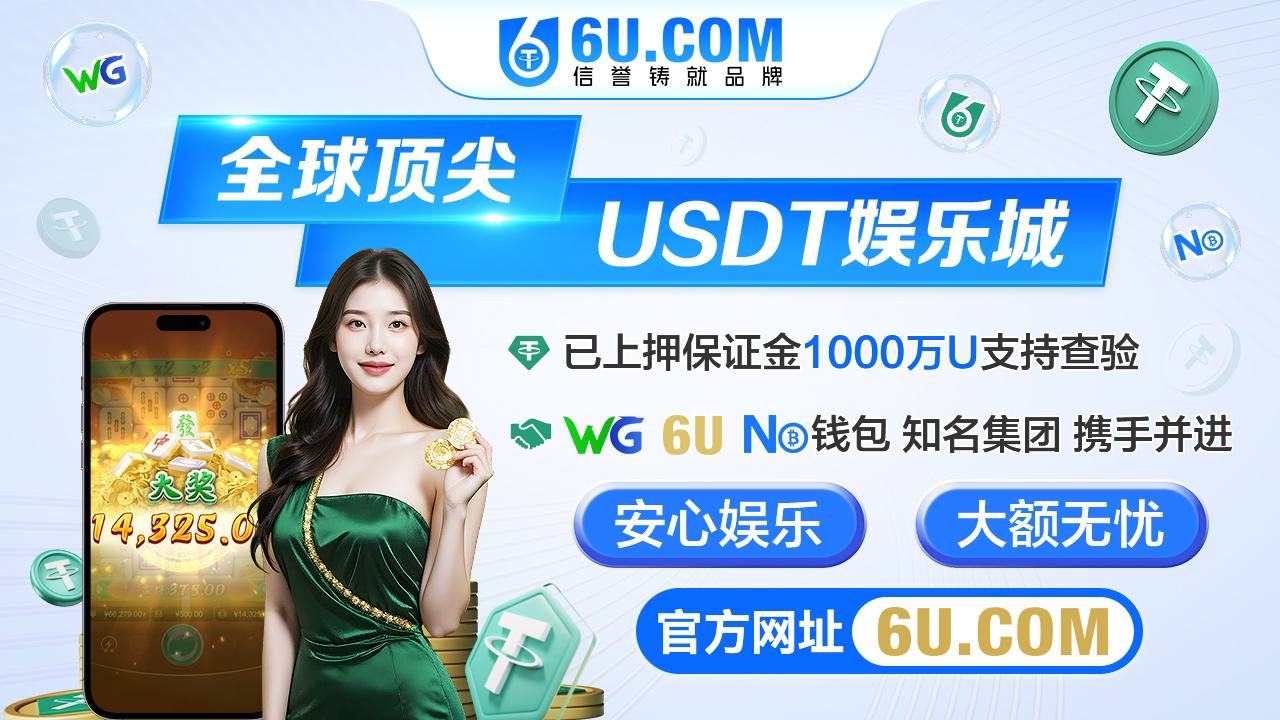 6U.COM
信誉铸就品牌
WG
全球顶尖
USDT娱乐城
No
已上押保证金1000万U支持查验
WG 6U No钱包 知名集团 携手并进
安心娱乐
大额无忧
官方网址 6U.COM
大奖
14,325.0